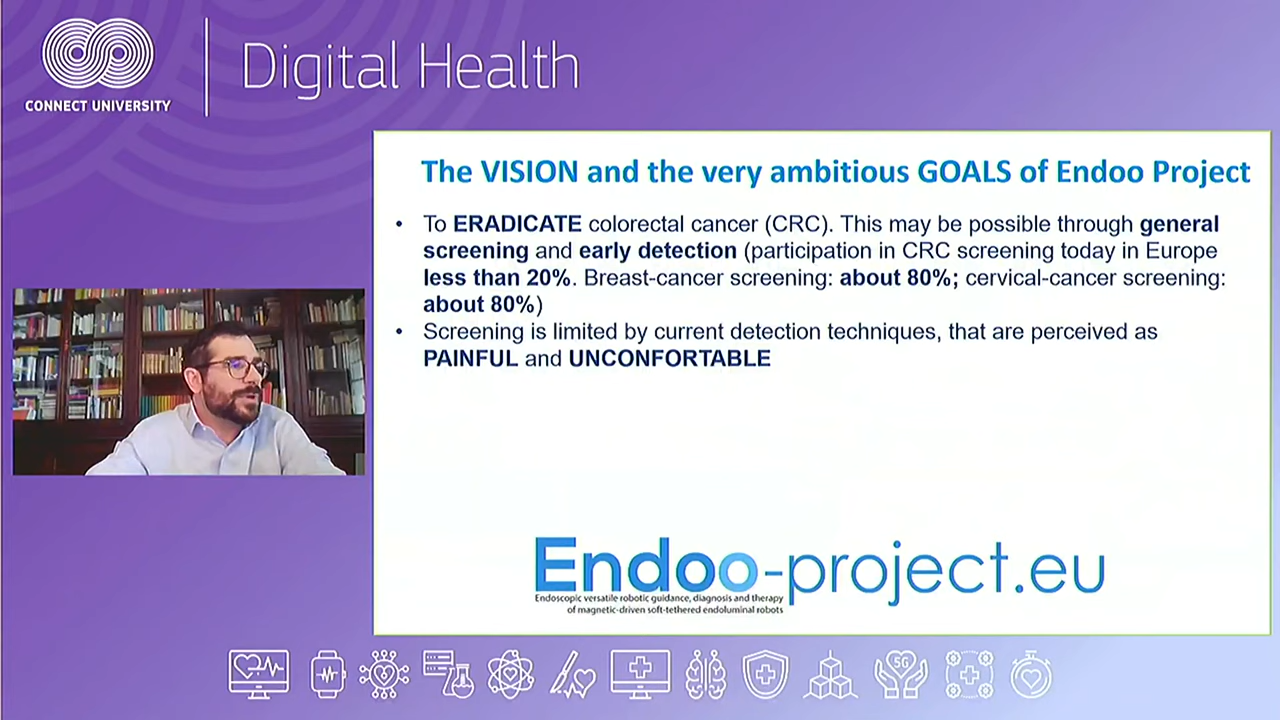 CONNECT UNIVERSITY
Digital Health
The VISION and the very ambitious GOALS of Endoo Project
• To ERADICATE colorectal cancer (CRC). This may be possible through general
screening and early detection (participation in CRC screening today in Europe
less than 20%. Breast-cancer screening: about 80%; cervical-cancer screening:
about 80%)
• Screening is limited by current detection techniques, that are perceived as
PAINFUL and UNCONFORTABLE
Endoo-project.eu
Endoscopic versatile robotic guidance, diagnosis and therapy
of magnetic-driven soft-tethered endoluminal robots
5G